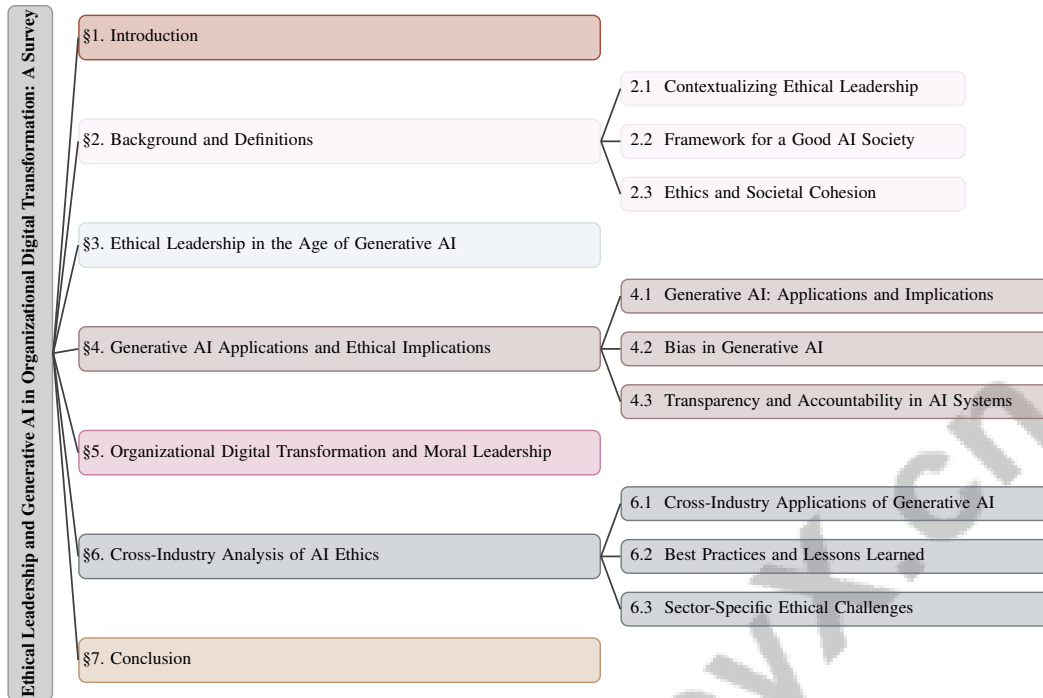 Ethical Leadership and Generative AI in Organizational Digital Transformation: A Survey
§1. Introduction
§2. Background and Definitions
2.1 Contextualizing Ethical Leadership
2.2 Framework for a Good AI Society
2.3 Ethics and Societal Cohesion
§3. Ethical Leadership in the Age of Generative AI
§4. Generative AI Applications and Ethical Implications
4.1 Generative AI: Applications and Implications
4.2 Bias in Generative AI
4.3 Transparency and Accountability in AI Systems
§5. Organizational Digital Transformation and Moral Leadership
§6. Cross-Industry Analysis of AI Ethics
6.1 Cross-Industry Applications of Generative AI
6.2 Best Practices and Lessons Learned
6.3 Sector-Specific Ethical Challenges
§7. Conclusion